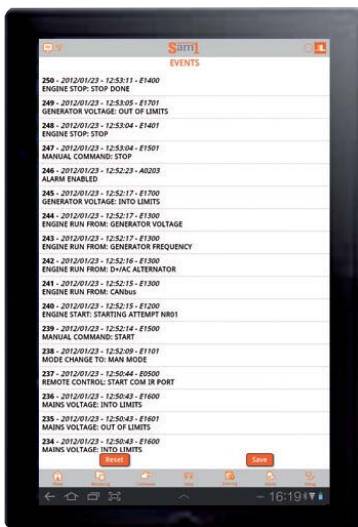 Sam1
EVENTS
250 - 2012/01/23 - 12:53:11 - E1400
ENGINE STOP: STOP DONE
249 - 2012/01/23 - 12:53:05 - E1701
GENERATOR VOLTAGE: OUT OF LIMITS
248 - 2012/01/23 - 12:53:04 - E1401
ENGINE STOP: STOP
247 - 2012/01/23 - 12:53:04 - E1501
MANUAL COMMAND: STOP
246 - 2012/01/23 - 12:52:23 - A0203
ALARM ENABLED
245 - 2012/01/23 - 12:52:17 - E1700
GENERATOR VOLTAGE: INTO LIMITS
244 - 2012/01/23 - 12:52:17 - E1300
ENGINE RUN FROM: GENERATOR VOLTAGE
243 - 2012/01/23 - 12:52:17 - E1300
ENGINE RUN FROM: GENERATOR FREQUENCY
242 - 2012/01/23 - 12:52:16 - E1300
ENGINE RUN FROM: D+/AC ALTERNATOR
241 - 2012/01/23 - 12:52:15 - E1300
ENGINE RUN FROM: CANbus
240 - 2012/01/23 - 12:52:15 - E1200
ENGINE START: STARTING ATTEMPT NR01
239 - 2012/01/23 - 12:52:14 - E1500
MANUAL COMMAND: START
238 - 2012/01/23 - 12:52:09 - E1101
MODE CHANGE TO: MAN MODE
237 - 2012/01/23 - 12:50:44 - E0500
REMOTE CONTROL: START COM IR PORT
236 - 2012/01/23 - 12:50:43 - E1600
MAINS VOLTAGE: INTO LIMITS
235 - 2012/01/23 - 12:50:43 - E1601
MAINS VOLTAGE: OUT OF LIMITS
234 - 2012/01/23 - 12:50:43 - E1600
MAINS VOLTAGE: INTO LIMITS
Reset Save
16:19